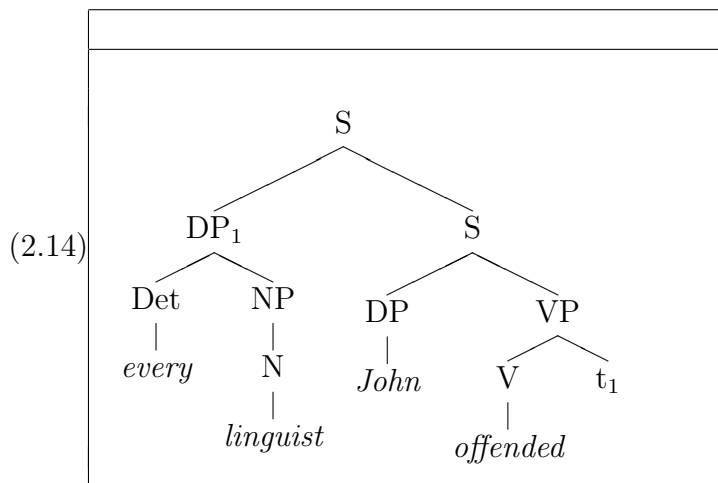 S
DP₁ S
(2.14)
Det NP DP VP
every N John V t₁
linguist offended